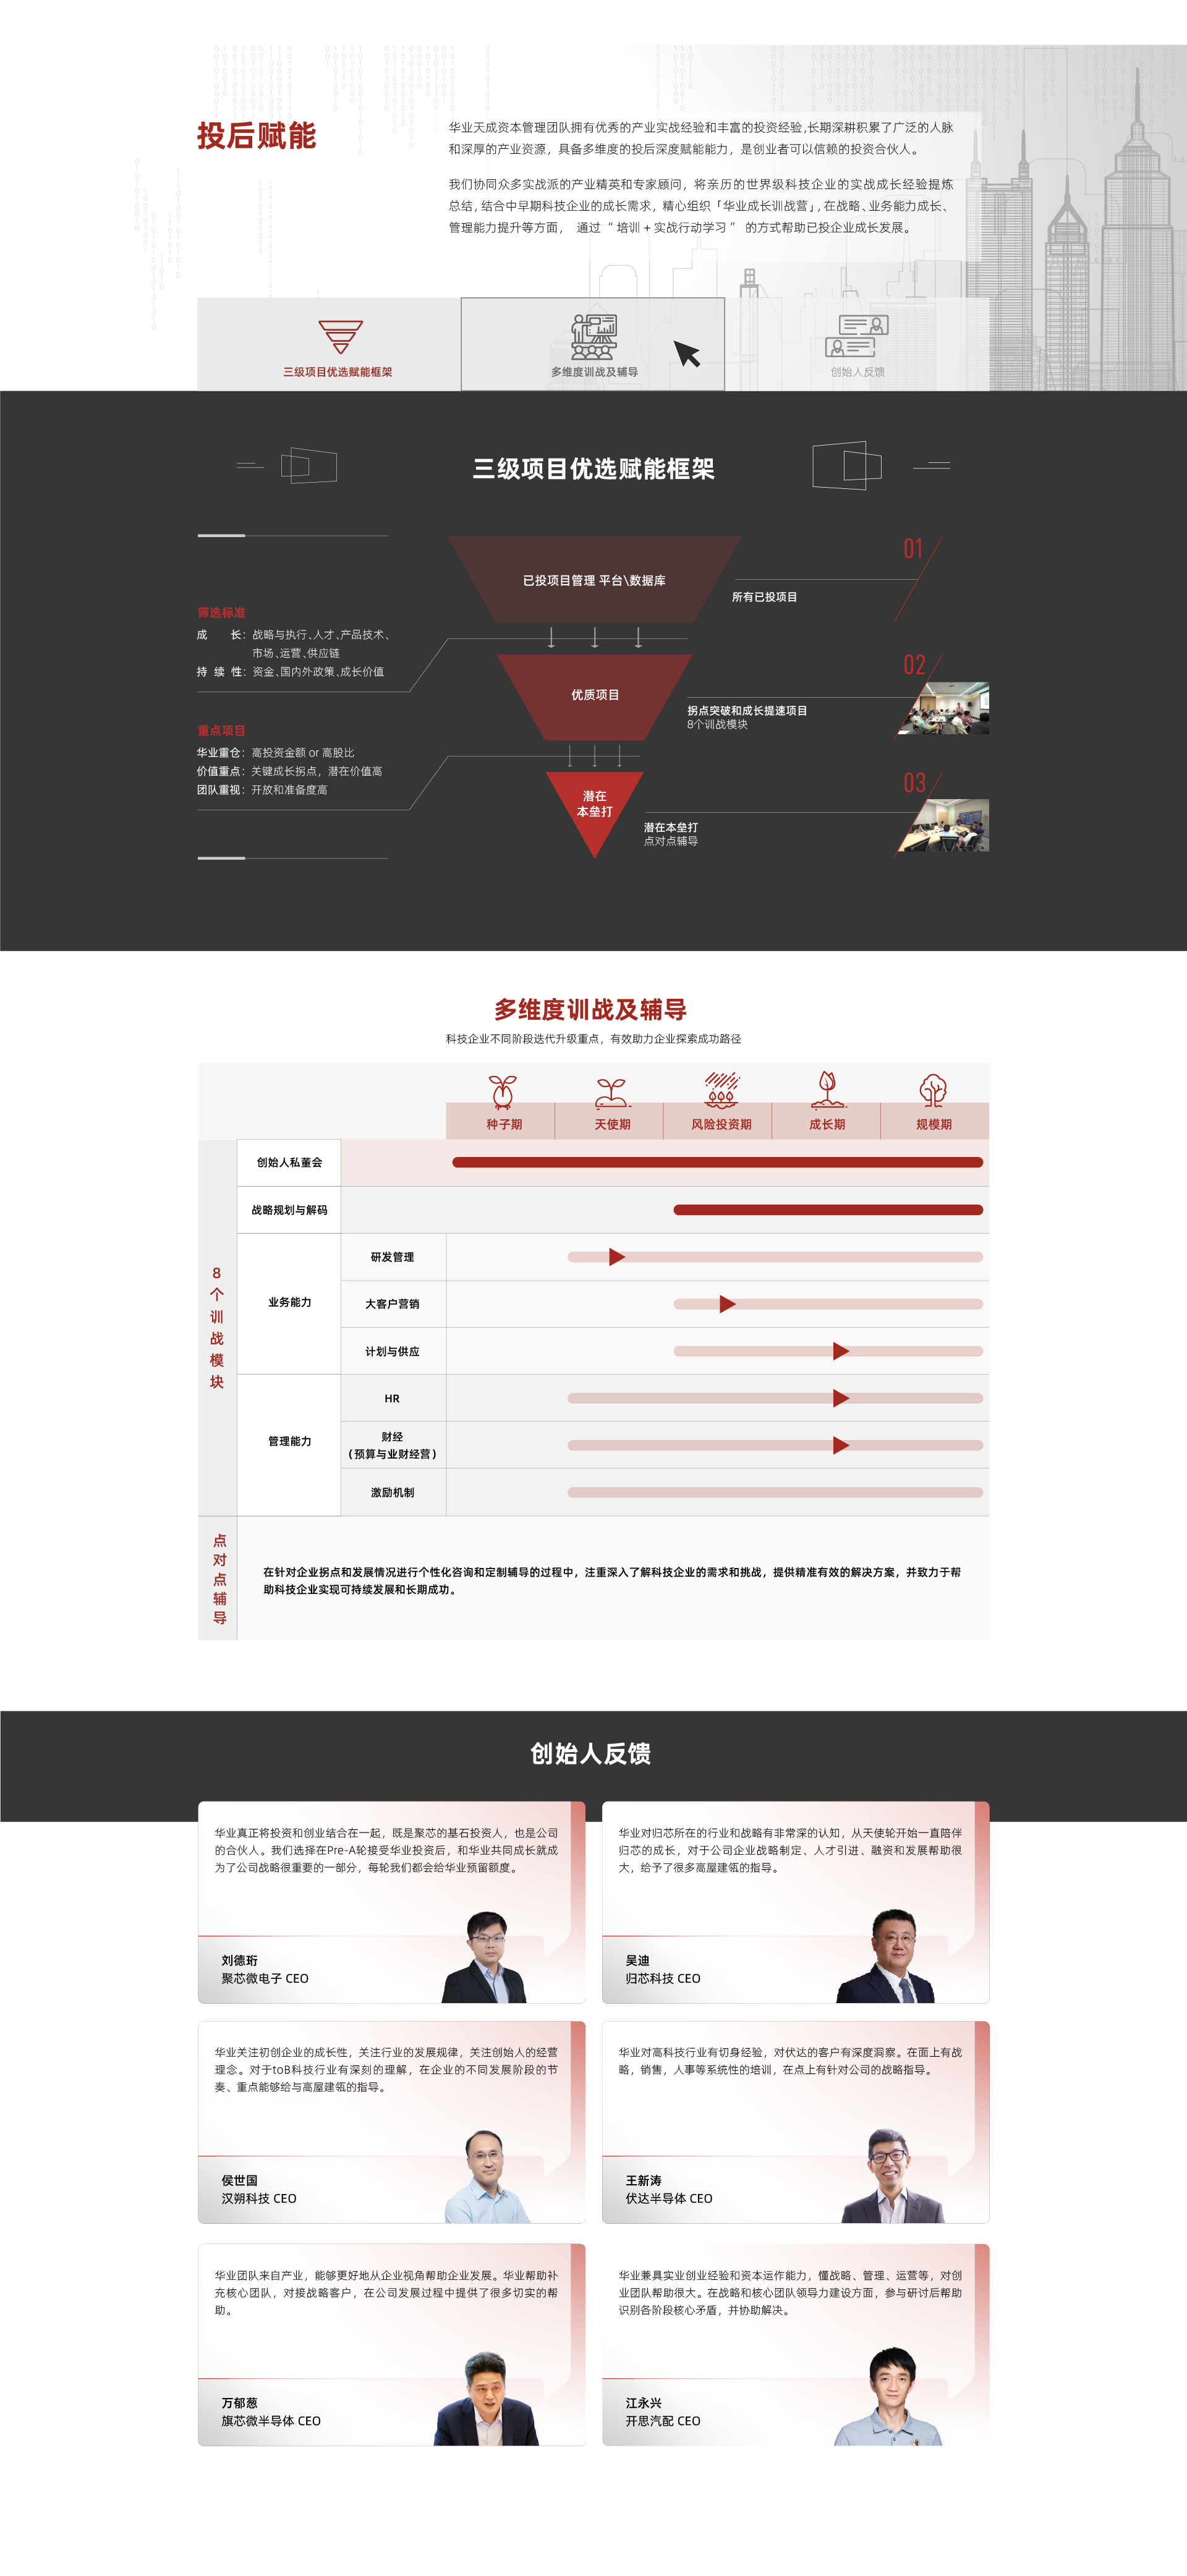 投后赋能
华业天成资本管理团队拥有优秀的产业实战经验和丰富的投资经验,长期深耕积累了广泛的人脉
和深厚的产业资源，具备多维度的投后深度赋能能力，是创业者可以信赖的投资合伙人。
我们协同众多实战派的产业精英和专家顾问，将亲历的世界级科技企业的实战成长经验提炼
总结,结合中早期科技企业的成长需求，精心组织「华业成长训战营」,在战略、业务能力成长、
管理能力提升等方面， 通过 “ 培训 + 实战行动学习 ” 的方式帮助已投企业成长发展。
三级项目优选赋能框架
多维度训战及辅导
创始人反馈
三级项目优选赋能框架
已投项目管理 平台\数据库
01
所有已投项目
筛选标准
成 长：战略与执行、人才、产品技术、
市场、运营、供应链
持 续 性：资金、国内外政策、成长价值
优质项目
02
拐点突破和成长提速项目
8个训战模块
重点项目
华业重仓：高投资金额 or 高股比
价值重点：关键成长拐点，潜在价值高
团队重视：开放和准备度高
潜在
本垒打
03
潜在本垒打
点对点辅导
多维度训战及辅导
科技企业不同阶段迭代升级重点，有效助力企业探索成功路径
种子期
天使期
风险投资期
成长期
规模期
8个训战模块
创始人私董会
战略规划与解码
业务能力
研发管理
大客户营销
计划与供应
管理能力
HR
财经
（预算与业财经营）
激励机制
点对点辅导
在针对企业拐点和发展情况进行个性化咨询和定制辅导的过程中，注重深入了解科技企业的需求和挑战，提供精准有效的解决方案，并致力于帮
助科技企业实现可持续发展和长期成功。
创始人反馈
华业真正将投资和创业结合在一起，既是聚芯的基石投资人，也是公司
的合伙人。我们选择在Pre-A轮接受华业投资后，和华业共同成长就成
为了公司战略很重要的一部分，每轮我们都会给华业预留额度。
刘德珩
聚芯微电子 CEO
华业对归芯所在的行业和战略有非常深的认知，从天使轮开始一直陪伴
归芯的成长，对于公司企业战略制定、人才引进、融资和发展帮助很
大，给予了很多高屋建瓴的指导。
吴迪
归芯科技 CEO
华业关注初创企业的成长性，关注行业的发展规律，关注创始人的经营
理念。对于toB科技行业有深刻的理解，在企业的不同发展阶段的节
奏、重点能够给与高屋建瓴的指导。
侯世国
汉朔科技 CEO
华业对高科技行业有切身经验，对伏达的客户有深度洞察。在面上有战
略，销售，人事等系统性的培训，在点上有针对公司的战略指导。
王新涛
伏达半导体 CEO
华业团队来自产业，能够更好地从企业视角帮助企业发展。华业帮助补
充核心团队，对接战略客户，在公司发展过程中提供了很多切实的帮
助。
万郁葱
旗芯微半导体 CEO
华业兼具实业创业经验和资本运作能力，懂战略、管理、运营等，对创
业团队帮助很大。在战略和核心团队领导力建设方面，参与研讨后帮助
识别各阶段核心矛盾，并协助解决。
江永兴
开思汽配 CEO